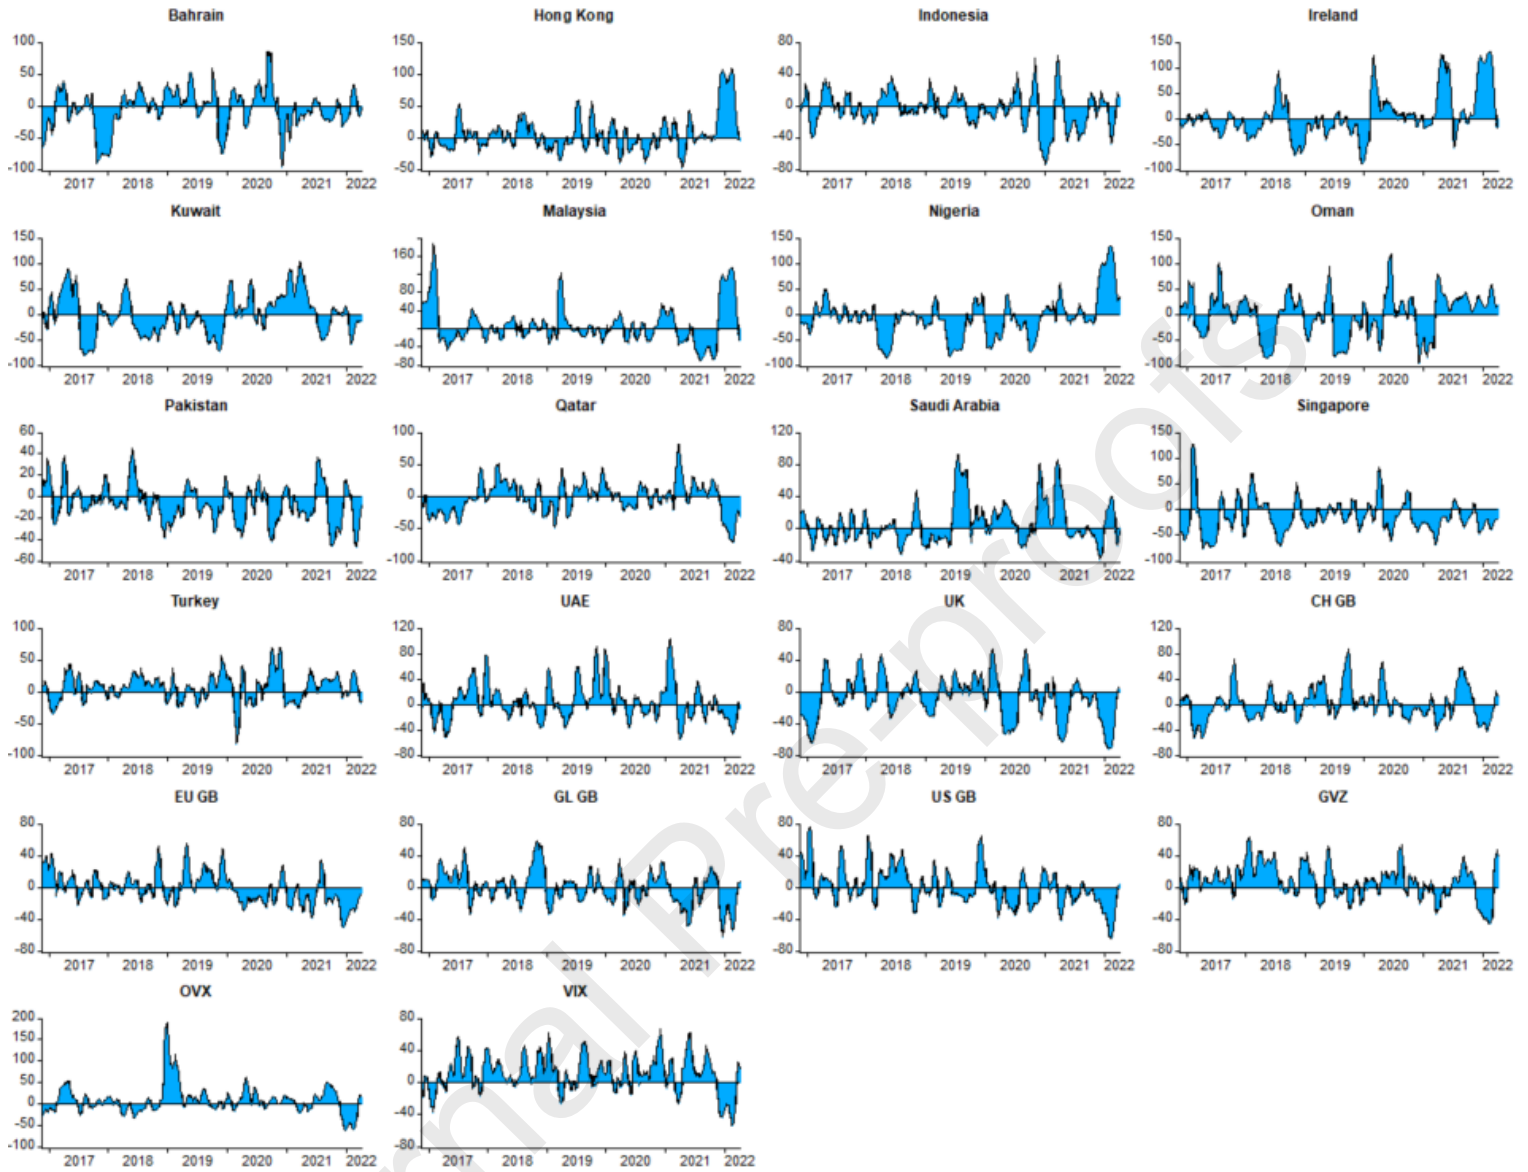 Bahrain Hong Kong Indonesia Ireland
100 150 80 150
50 100 40 100
0 50 0 50
-50 0 -40 0
-100 -50 -80 -50
-100
2017 2018 2019 2020 2021 2022 2017 2018 2019 2020 2021 2022 2017 2018 2019 2020 2021 2022 2017 2018 2019 2020 2021 2022
Kuwait Malaysia Nigeria Oman
150 160 150 150
100 40 100 100
50 -40 50 50
0 -80 0 0
-50 -50 -50
-100 -100 -100
2017 2018 2019 2020 2021 2022 2017 2018 2019 2020 2021 2022 2017 2018 2019 2020 2021 2022 2017 2018 2019 2020 2021 2022
Pakistan Qatar Saudi Arabia Singapore
60 100 120 150
40 50 80 100
20 0 40 50
0 -50 0 0
-20 -100 -40 -50
-40 -100
-60
2017 2018 2019 2020 2021 2022 2017 2018 2019 2020 2021 2022 2017 2018 2019 2020 2021 2022 2017 2018 2019 2020 2021 2022
Turkey UAE UK CH GB
100 120 80 120
50 80 40 80
0 40 0 40
-50 0 -40 0
-100 -40 -80 -40
-80 -80
2017 2018 2019 2020 2021 2022 2017 2018 2019 2020 2021 2022 2017 2018 2019 2020 2021 2022 2017 2018 2019 2020 2021 2022
EU GB GL GB US GB GVZ
80 80 80 80
40 40 40 40
0 0 0 0
-40 -40 -40 -40
-80 -80 -80 -80
2017 2018 2019 2020 2021 2022 2017 2018 2019 2020 2021 2022 2017 2018 2019 2020 2021 2022 2017 2018 2019 2020 2021 2022
OVX VIX
200 80
150 40
100 0
50 -40
0 -80
-50
-100
2017 2018 2019 2020 2021 2022 2017 2018 2019 2020 2021 2022
rnal Pre-proofs